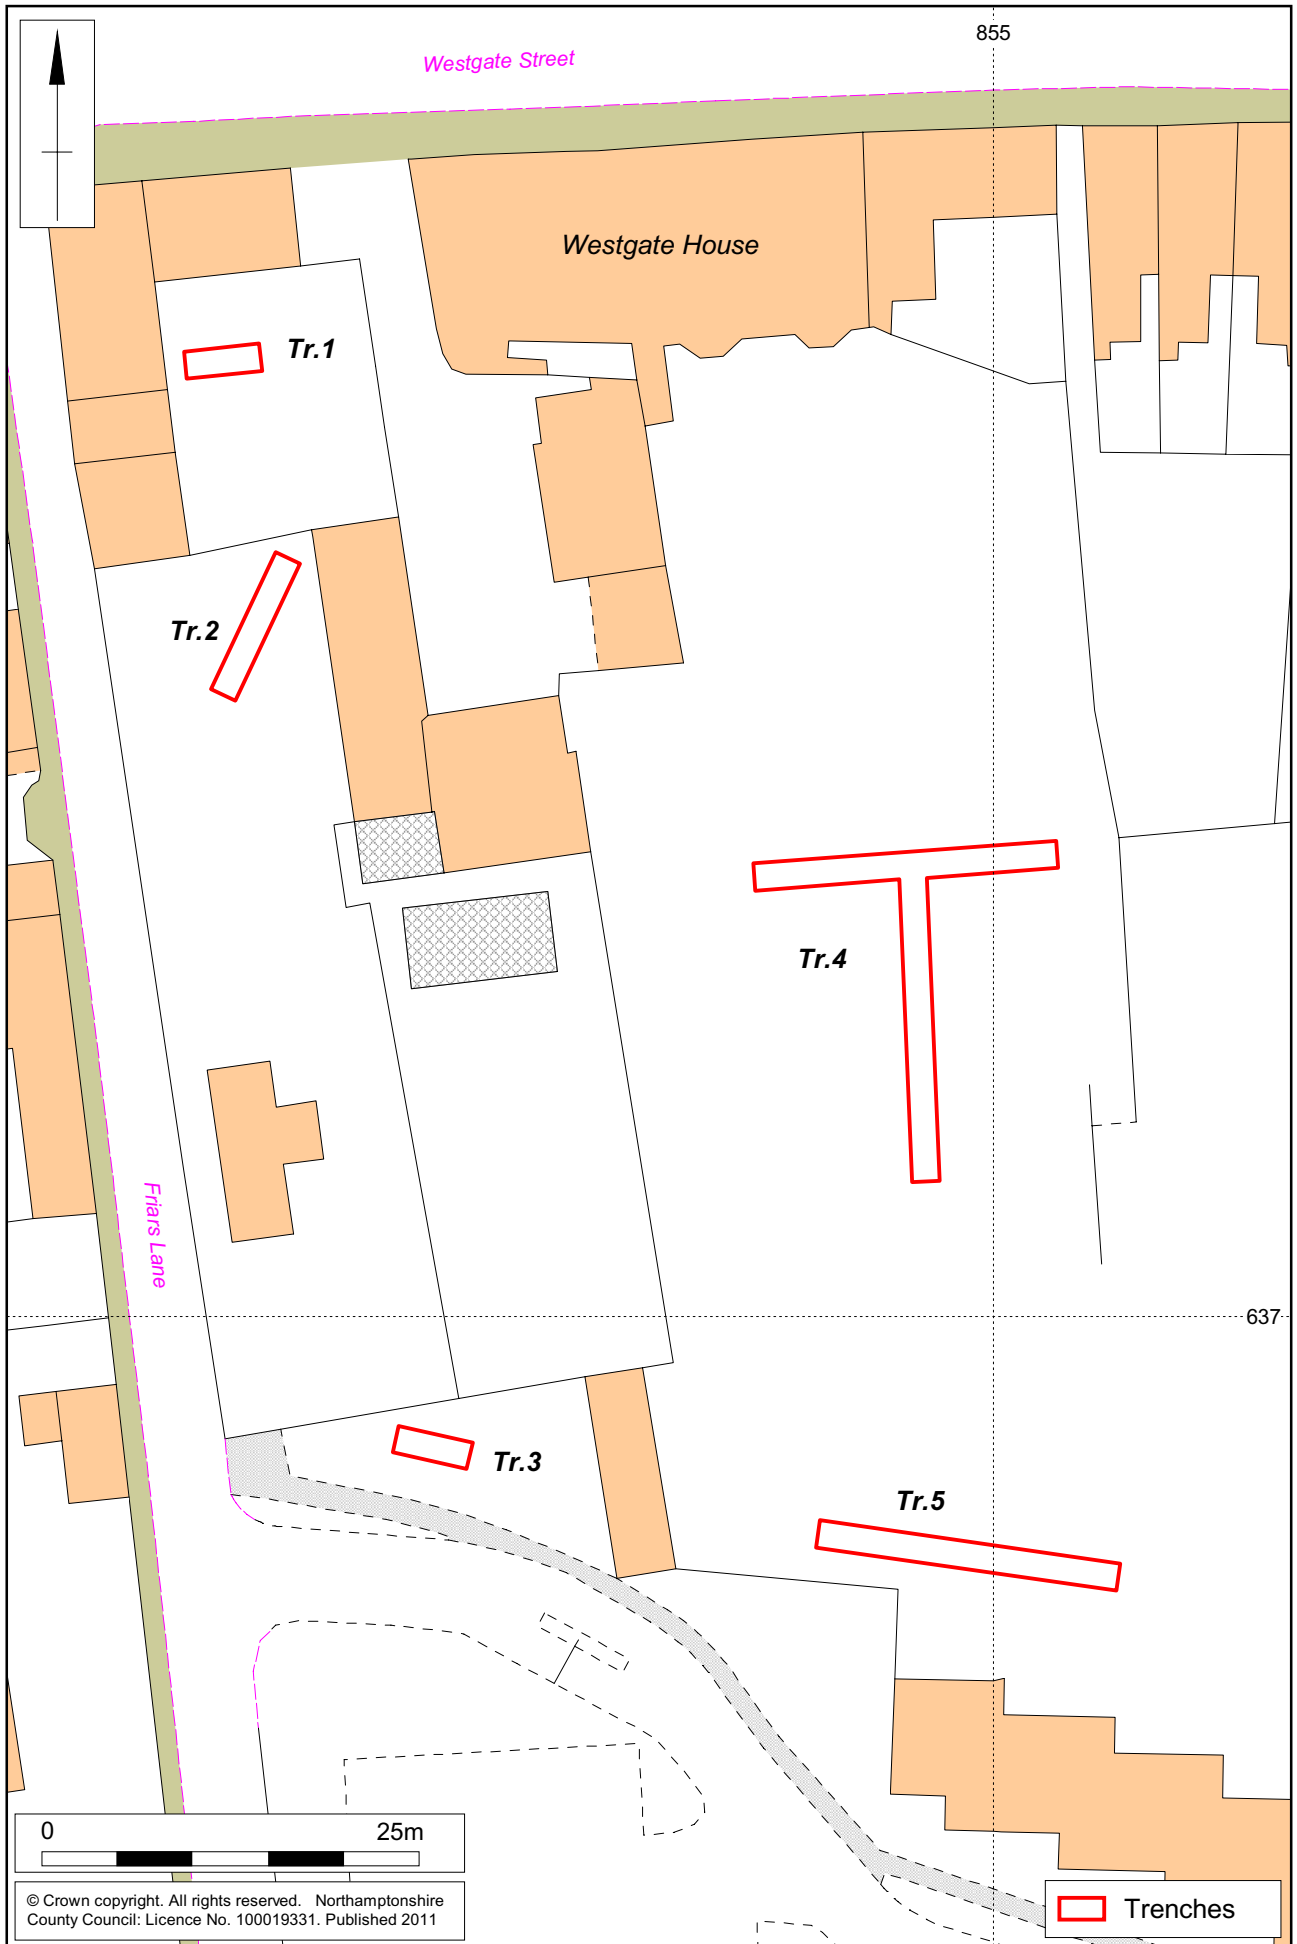 855
Westgate Street
Westgate House
Tr.1
Tr.2
Tr.4
Friars Lane
637
Tr.3
Tr.5
0 25m
© Crown copyright. All rights reserved. Northamptonshire
County Council: Licence No. 100019331. Published 2011
Trenches